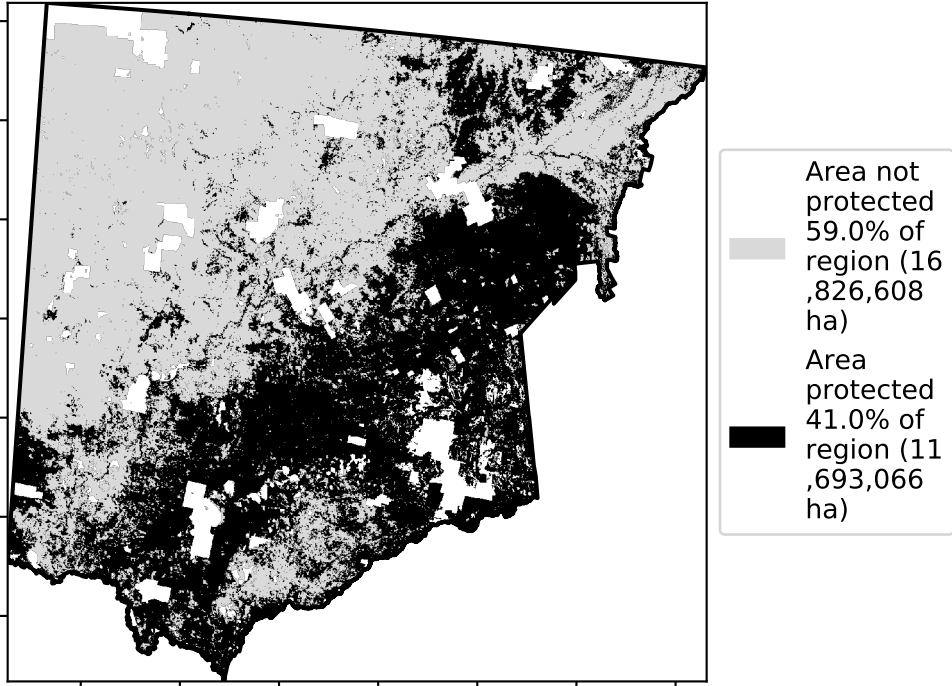 Area not
protected
59.0% of
region (16
,826,608
ha)
Area
protected
41.0% of
region (11
,693,066
ha)